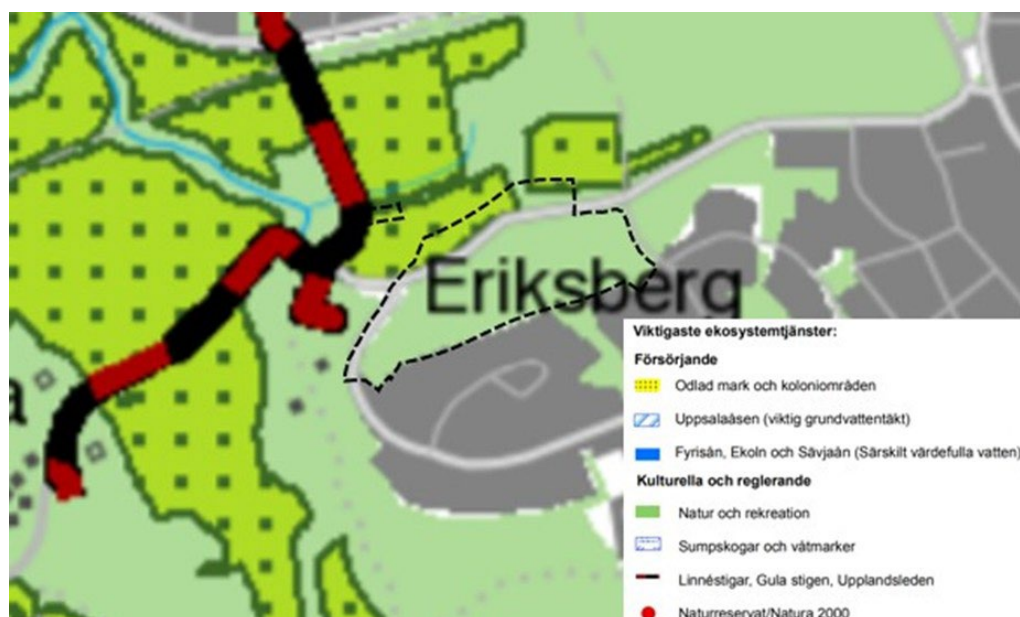 Eriksberg
a
Viktigaste ekosystemtjänster:
Försörjande
Odlad mark och koloniområden
Uppsalaåsen (viktig grundvattentäkt)
Fyrisån, Ekoln och Sävjaån (Särskilt värdefulla vatten)
Kulturella och reglerande
Natur och rekreation
Sumpskogar och våtmarker
Linnéstigar, Gula stigen, Upplandsleden
Naturreservat/Natura 2000